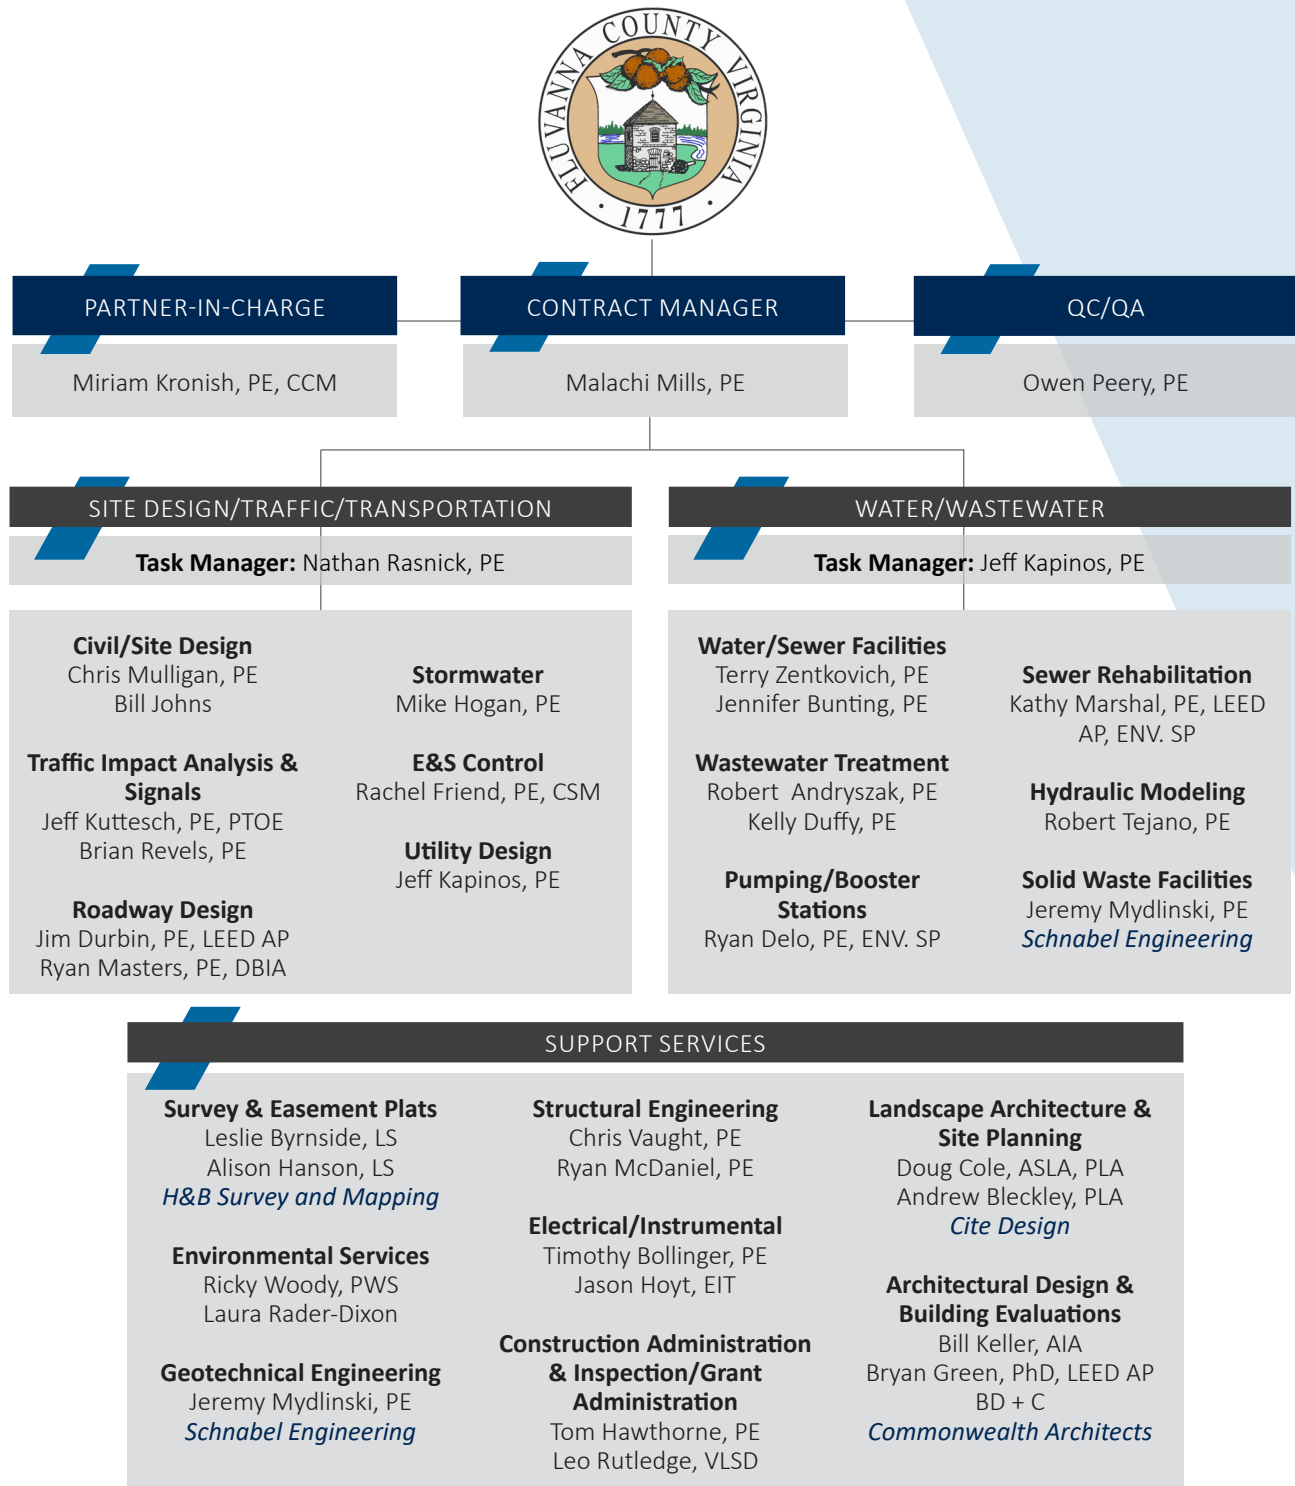 FLUVANNA COUNTY VIRGINIA
· 1777 ·
PARTNER-IN-CHARGE
Miriam Kronish, PE, CCM
CONTRACT MANAGER
Malachi Mills, PE
QC/QA
Owen Peery, PE
SITE DESIGN/TRAFFIC/TRANSPORTATION
Task Manager: Nathan Rasnick, PE
Civil/Site Design
Chris Mulligan, PE
Bill Johns
Traffic Impact Analysis &
Signals
Jeff Kuttesch, PE, PTOE
Brian Revels, PE
Roadway Design
Jim Durbin, PE, LEED AP
Ryan Masters, PE, DBIA
Stormwater
Mike Hogan, PE
E&S Control
Rachel Friend, PE, CSM
Utility Design
Jeff Kapinos, PE
WATER/WASTEWATER
Task Manager: Jeff Kapinos, PE
Water/Sewer Facilities
Terry Zentkovich, PE
Jennifer Bunting, PE
Wastewater Treatment
Robert Andryszak, PE
Kelly Duffy, PE
Pumping/Booster
Stations
Ryan Delo, PE, ENV. SP
Sewer Rehabilitation
Kathy Marshal, PE, LEED
AP, ENV. SP
Hydraulic Modeling
Robert Tejano, PE
Solid Waste Facilities
Jeremy Mydlinski, PE
Schnabel Engineering
SUPPORT SERVICES
Survey & Easement Plats
Leslie Byrnside, LS
Alison Hanson, LS
H&B Survey and Mapping
Environmental Services
Ricky Woody, PWS
Laura Rader-Dixon
Geotechnical Engineering
Jeremy Mydlinski, PE
Schnabel Engineering
Structural Engineering
Chris Vaught, PE
Ryan McDaniel, PE
Electrical/Instrumental
Timothy Bollinger, PE
Jason Hoyt, EIT
Construction Administration
& Inspection/Grant
Administration
Tom Hawthorne, PE
Leo Rutledge, VLSD
Landscape Architecture &
Site Planning
Doug Cole, ASLA, PLA
Andrew Bleckley, PLA
Cite Design
Architectural Design &
Building Evaluations
Bill Keller, AIA
Bryan Green, PhD, LEED AP
BD + C
Commonwealth Architects